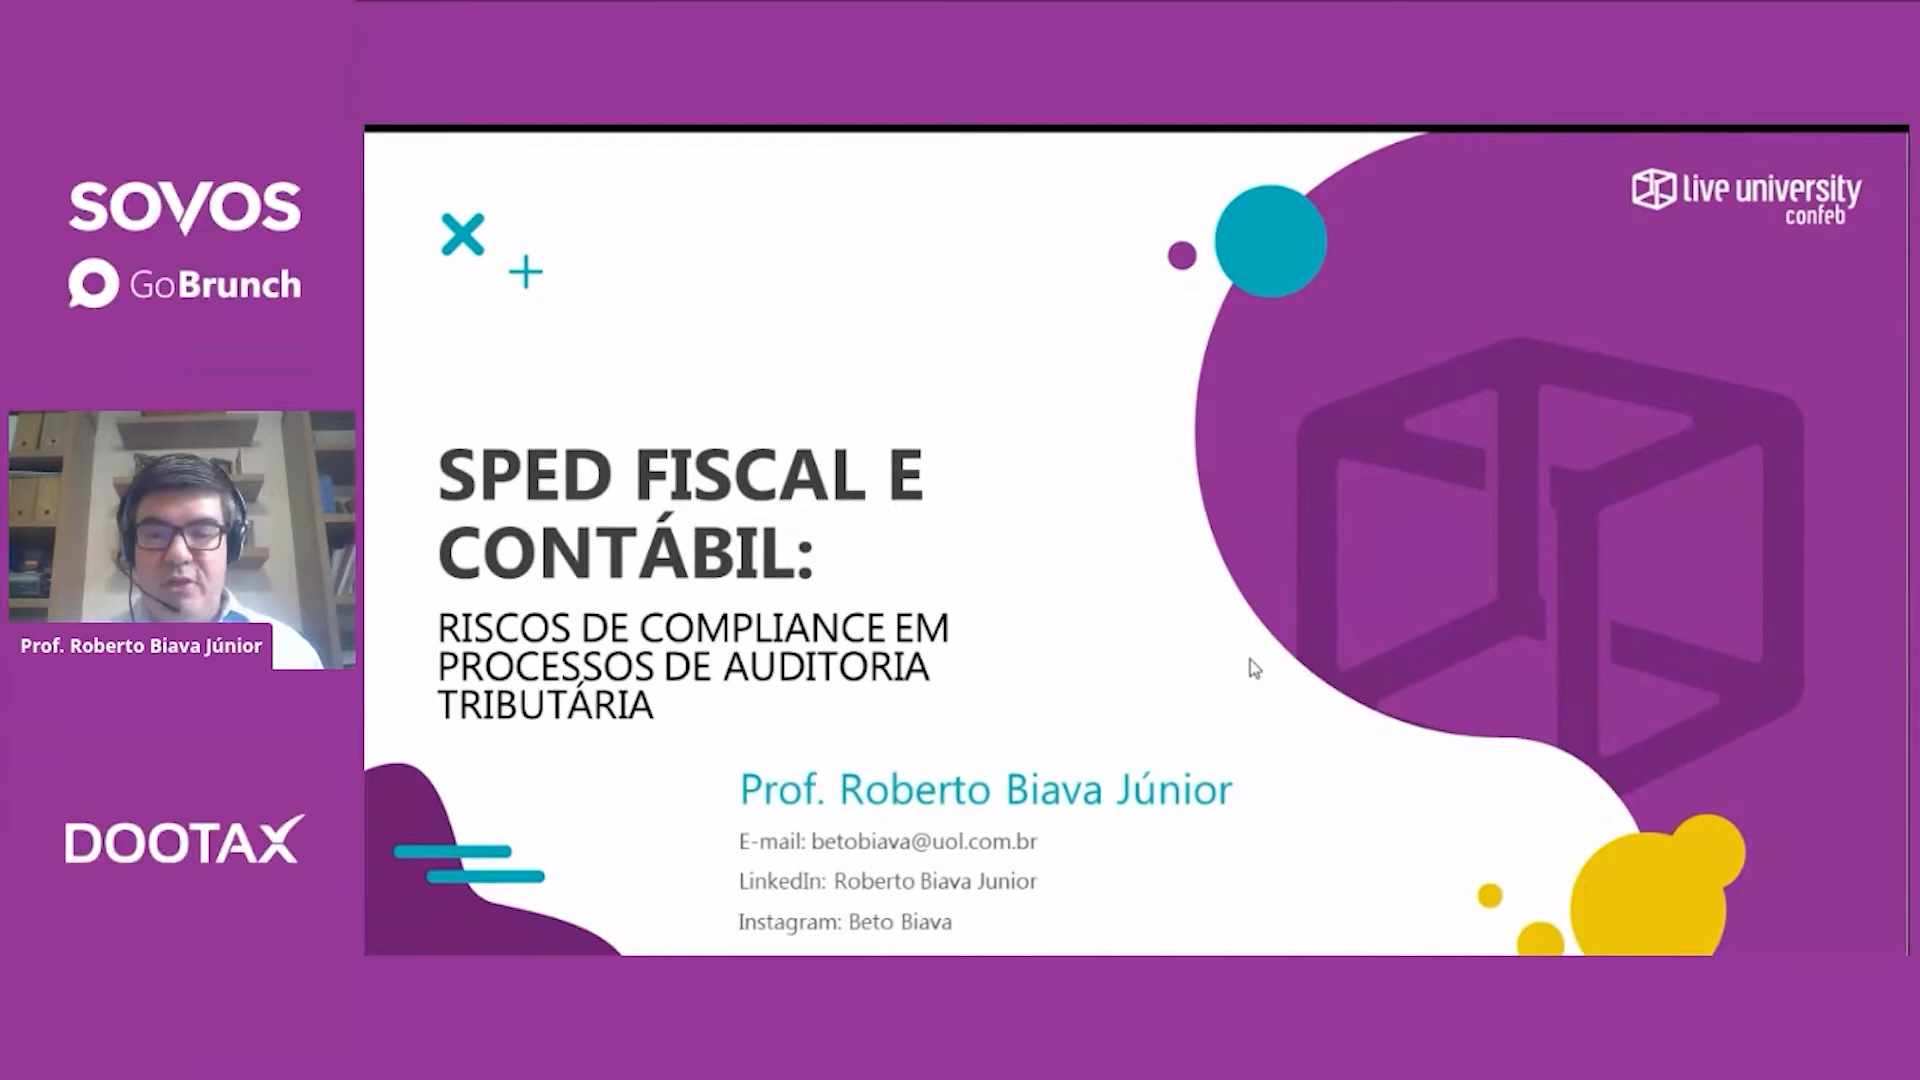 SOVOS
GoBrunch
Prof. Roberto Biava Júnior
DOOTAX
live university
confeb
SPED FISCAL E
CONTÁBIL:
RISCOS DE COMPLIANCE EM
PROCESSOS DE AUDITORIA
TRIBUTÁRIA
Prof. Roberto Biava Júnior
E-mail: betobiava@uol.com.br
LinkedIn: Roberto Biava Junior
Instagram: Beto Biava